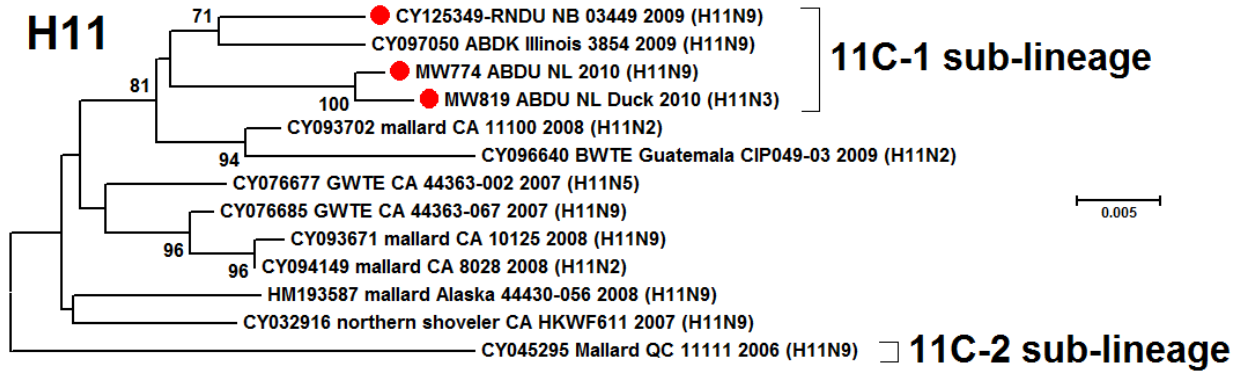 H11
71
CY125349-RNDU NB 03449 2009 (H11N9)
CY097050 ABDK Illinois 3854 2009 (H11N9)
11C-1 sub-lineage
MW774 ABDU NL 2010 (H11N9)
81
100
MW819 ABDU NL Duck 2010 (H11N3)
CY093702 mallard CA 11100 2008 (H11N2)
94
CY096640 BWTE Guatemala CIP049-03 2009 (H11N2)
CY076677 GWTE CA 44363-002 2007 (H11N5)
0.005
CY076685 GWTE CA 44363-067 2007 (H11N9)
96
CY093671 mallard CA 10125 2008 (H11N9)
96
CY094149 mallard CA 8028 2008 (H11N2)
HM193587 mallard Alaska 44430-056 2008 (H11N9)
CY032916 northern shoveler CA HKWF611 2007 (H11N9)
CY045295 Mallard QC 11111 2006 (H11N9)
11C-2 sub-lineage